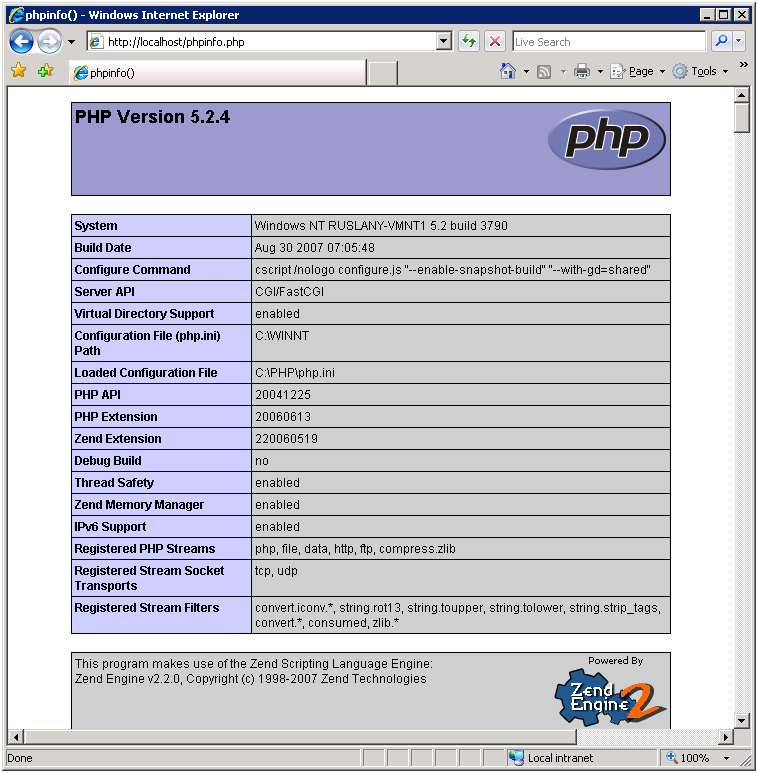 phpinfo() - Windows Internet Explorer
http://localhost/phpinfo.php
Live Search
phpinfo()
Page
Tools
PHP Version 5.2.4
php
System Windows NT RUSLANY-VMNT1 5.2 build 3790
Build Date Aug 30 2007 07:05:48
Configure Command cscript /nologo configure.js "--enable-snapshot-build" "--with-gd=shared"
Server API CGI/FastCGI
Virtual Directory Support enabled
Configuration File (php.ini) C:\WINNT
Path
Loaded Configuration File C:\PHP\php.ini
PHP API 20041225
PHP Extension 20060613
Zend Extension 220060519
Debug Build no
Thread Safety enabled
Zend Memory Manager enabled
IPv6 Support enabled
Registered PHP Streams php, file, data, http, ftp, compress.zlib
Registered Stream Socket tcp, udp
Transports
Registered Stream Filters convert.iconv.*, string.rot13, string.toupper, string.tolower, string.strip_tags,
convert.*, consumed, zlib.*
This program makes use of the Zend Scripting Language Engine:
Zend Engine v2.2.0, Copyright (c) 1998-2007 Zend Technologies
Powered By
Zend
Engine 2
Done
Local intranet
100%